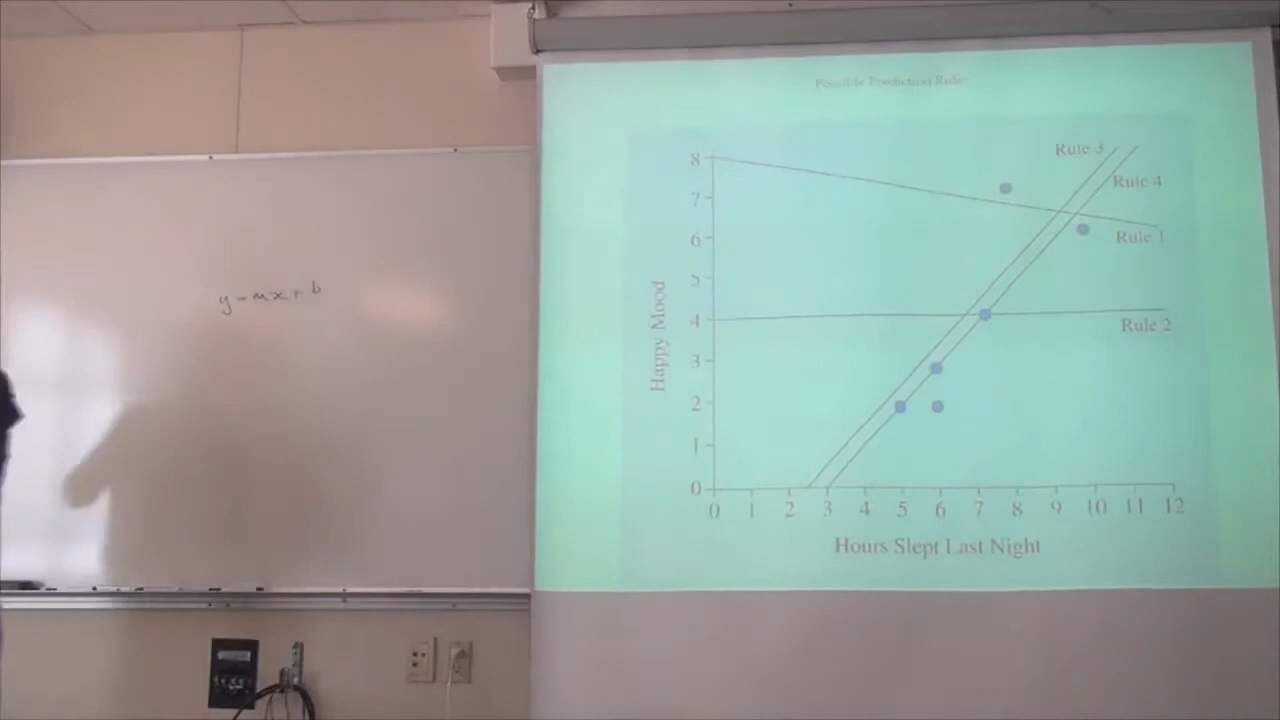 y = mx + b
Possible Prediction Rules
8
7
6
5
4
3
2
1
0
Happy Mood
Rule 3
Rule 4
Rule 1
Rule 2
0 1 2 3 4 5 6 7 8 9 10 11 12
Hours Slept Last Night